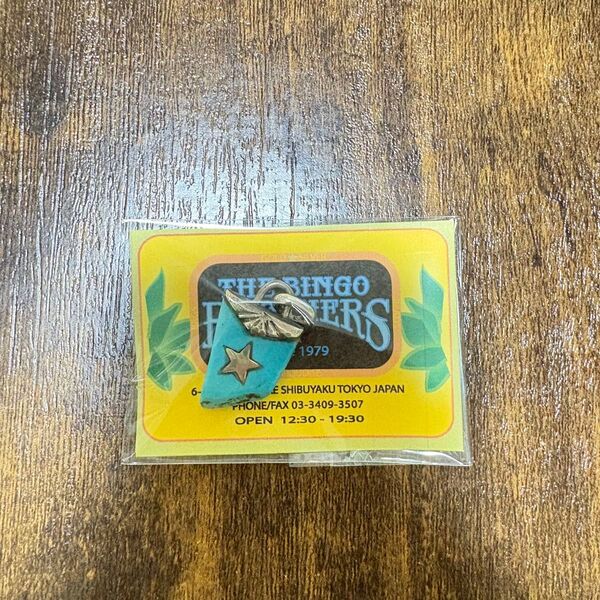 THE BINGO
1979
SHIBUYAKU TOKYO JAPAN
PHONE/FAX 03-3409-3507
OPEN 12:30 - 19:30